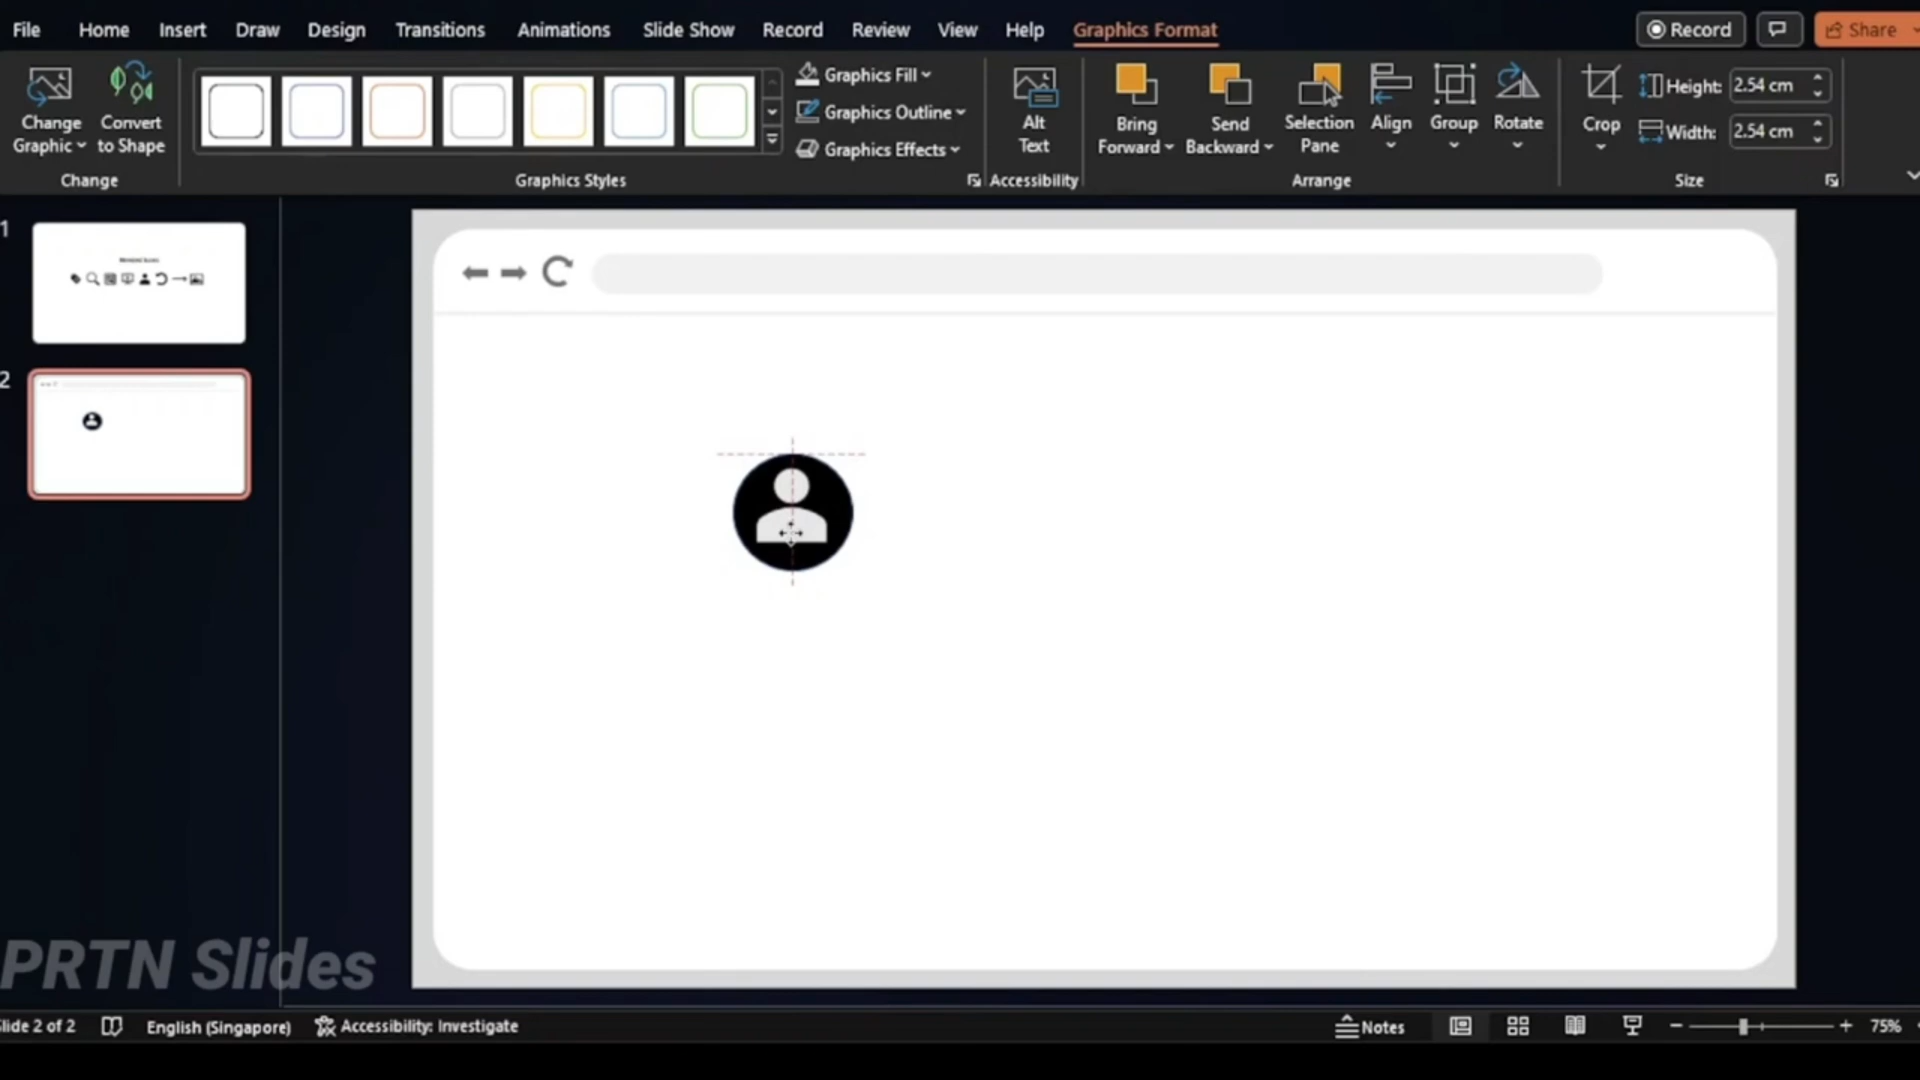 File Home Insert Draw Design Transitions Animations Slide Show Record Review View Help Graphics Format Record Share
Change Graphic
Convert to Shape
Change
Graphics Fill
Graphics Outline
Graphics Effects
Graphics Styles
Alt Text
Accessibility
Bring Forward
Send Backward
Selection Pane
Align
Group
Rotate
Arrange
Crop
Height: 2.54 cm
Width: 2.54 cm
Size
1
2
PRTN Slides
lide 2 of 2 English (Singapore) Accessibility: Investigate Notes 75%